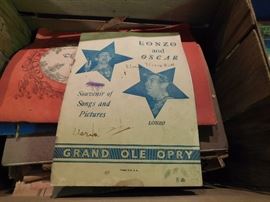 LONZO
and
OSCAR
Souvenir of
Songs and
Pictures
LONZO
GRAND OLE OPRY